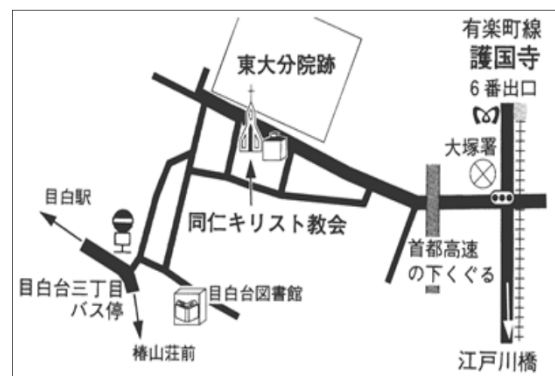 有楽町線
護国寺
6番出口
東大分院跡
大塚署
目白駅
同仁キリスト教会
首都高速
の下くぐる
目白台三丁目
バス停
目白台図書館
椿山荘前
江戸川橋